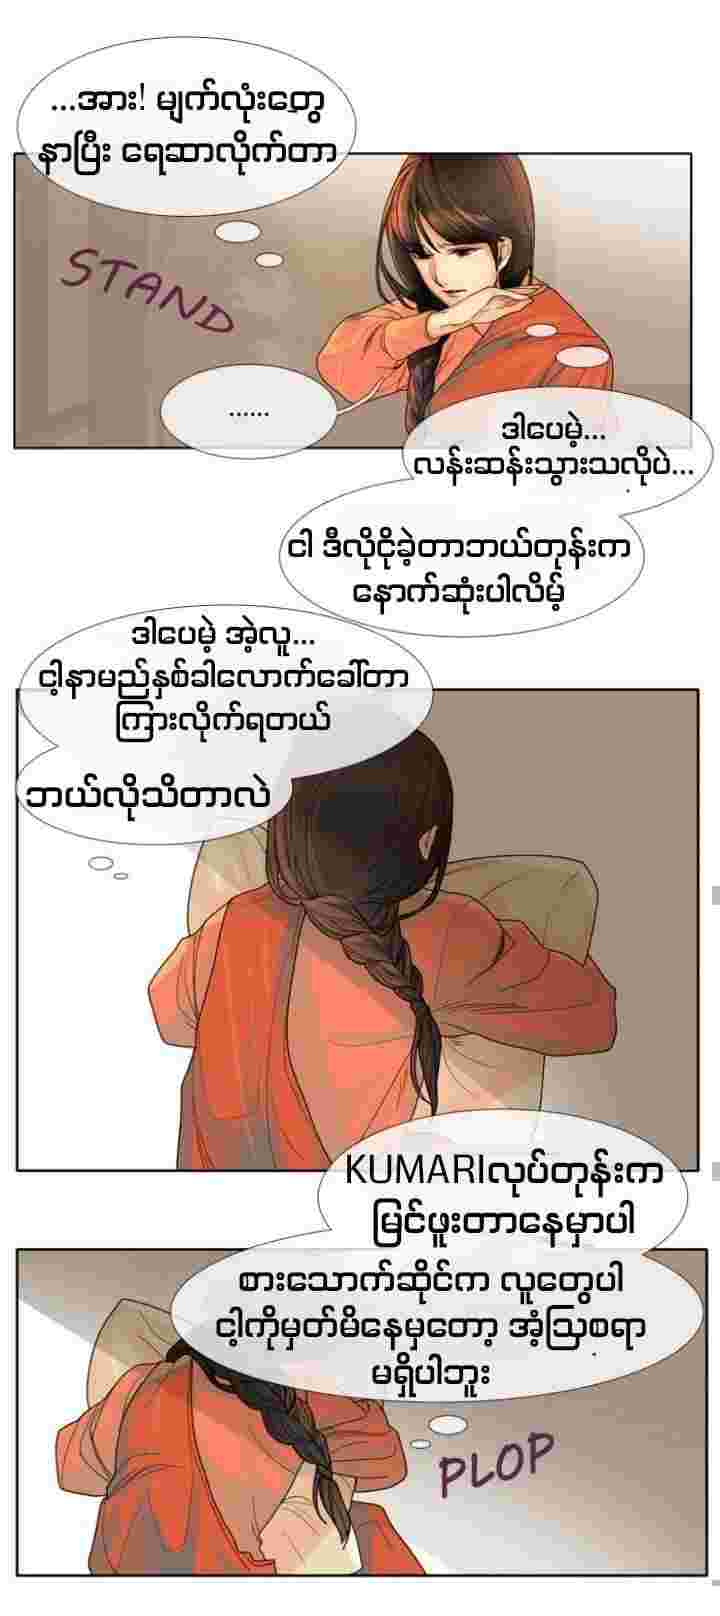 ...အား! မျက်လုံးတွေ
နာပြီး ရေဆာလိုက်တာ
STAND
......
ဒါပေမဲ့...
လန်းဆန်းသွားသလိုပဲ...
ငါ ဒီလိုငိုခဲ့တာဘယ်တုန်းက
နောက်ဆုံးပါလိမ့်
ဒါပေမဲ့ အဲ့လူ...
ငါ့နာမည်နှစ်ခါလောက်ခေါ်တာ
ကြားလိုက်ရတယ်
ဘယ်လိုသိတာလဲ
KUMARIလုပ်တုန်းက
မြင်ဖူးတာနေမှာပါ
စားသောက်ဆိုင်က လူတွေပါ
ငါ့ကိုမှတ်မိနေမှတော့ အံ့ဩစရာ
မရှိပါဘူး
PLOP